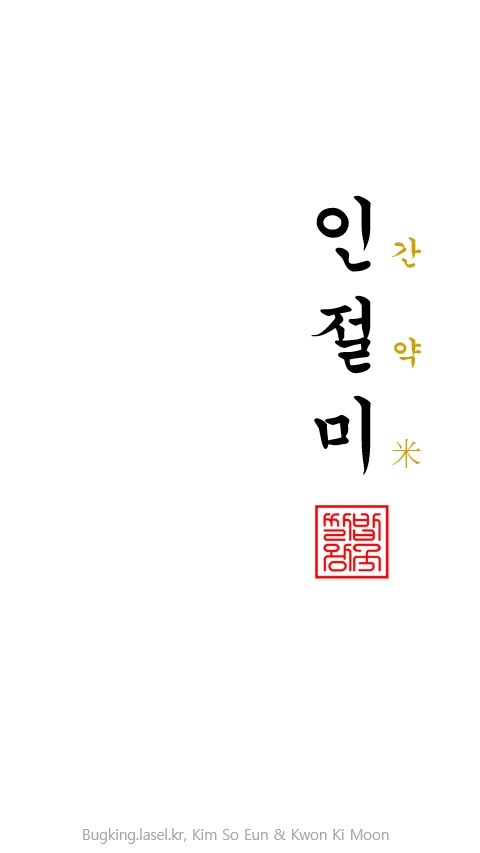 인절미
간약米
Bugking.lasel.kr, Kim So Eun & Kwon Ki Moon